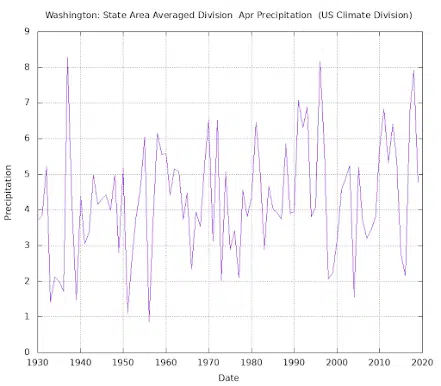 Washington: State Area Averaged Division  Apr Precipitation  (US Climate Division)
9
8
7
6
5
4
3
2
1
0
Precipitation
1930 1940 1950 1960 1970 1980 1990 2000 2010 2020
Date